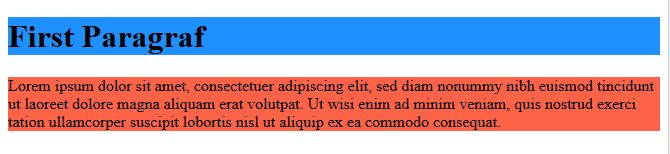 First Paragraf
Lorem ipsum dolor sit amet, consectetuer adipiscing elit, sed diam nonummy nibh euismod tincidunt
ut laoreet dolore magna aliquam erat volutpat. Ut wisi enim ad minim veniam, quis nostrud exerci
tation ullamcorper suscipit lobortis nisl ut aliquip ex ea commodo consequat.